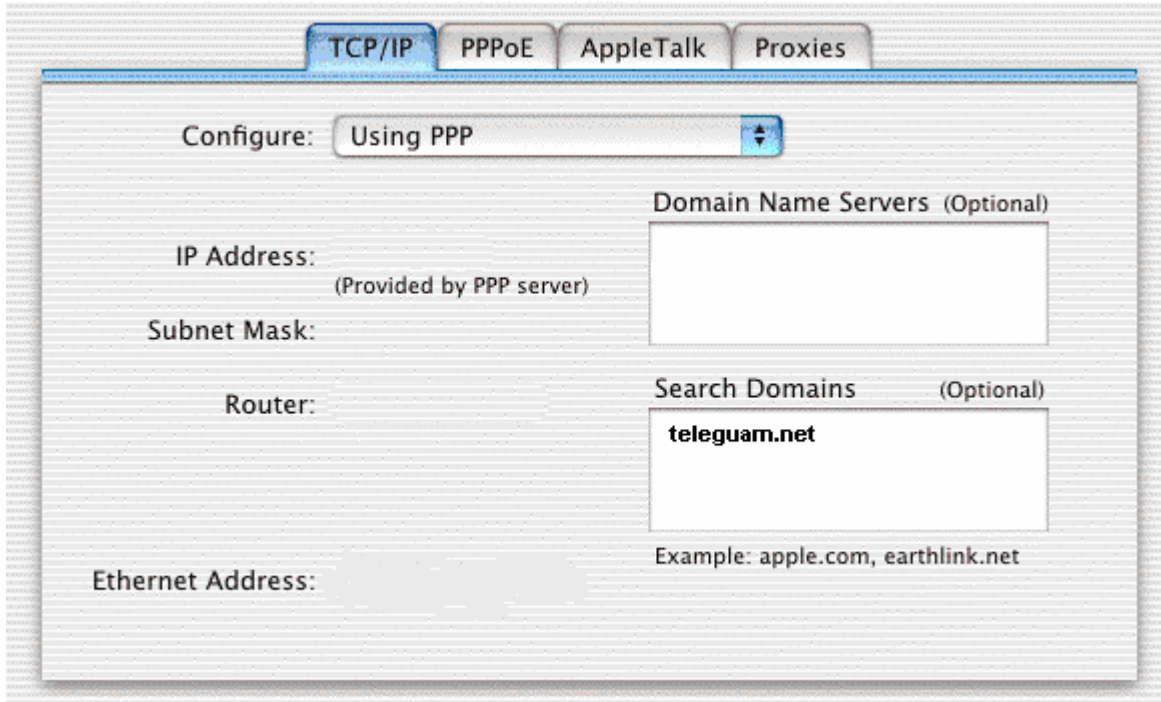 TCP/IP PPPoE AppleTalk Proxies
Configure: Using PPP
Domain Name Servers (Optional)
IP Address:
(Provided by PPP server)
Subnet Mask:
Search Domains (Optional)
Router:
teleguam.net
Example: apple.com, earthlink.net
Ethernet Address: